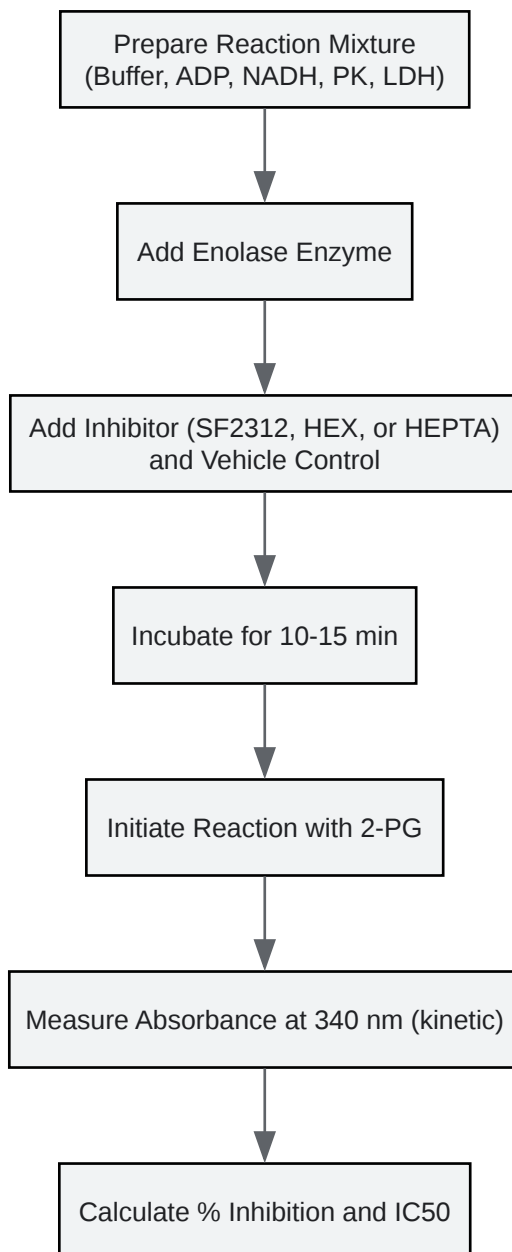 Prepare Reaction Mixture
(Buffer, ADP, NADH, PK, LDH)
Add Enolase Enzyme
Add Inhibitor (SF2312, HEX, or HEPTA)
and Vehicle Control
Incubate for 10-15 min
Initiate Reaction with 2-PG
Measure Absorbance at 340 nm (kinetic)
Calculate % Inhibition and IC50